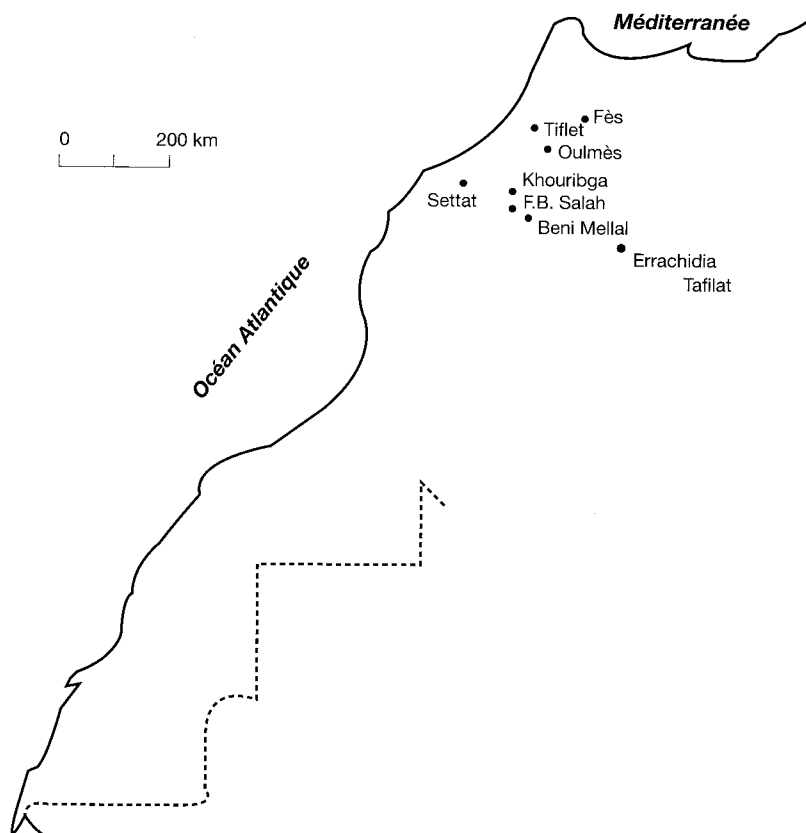 Méditerranée
0 200 km
Fès
Tiflet
Oulmès
Khouribga
Settat
F.B. Salah
Beni Mellal
Errachidia
Tafilat
Océan Atlantique